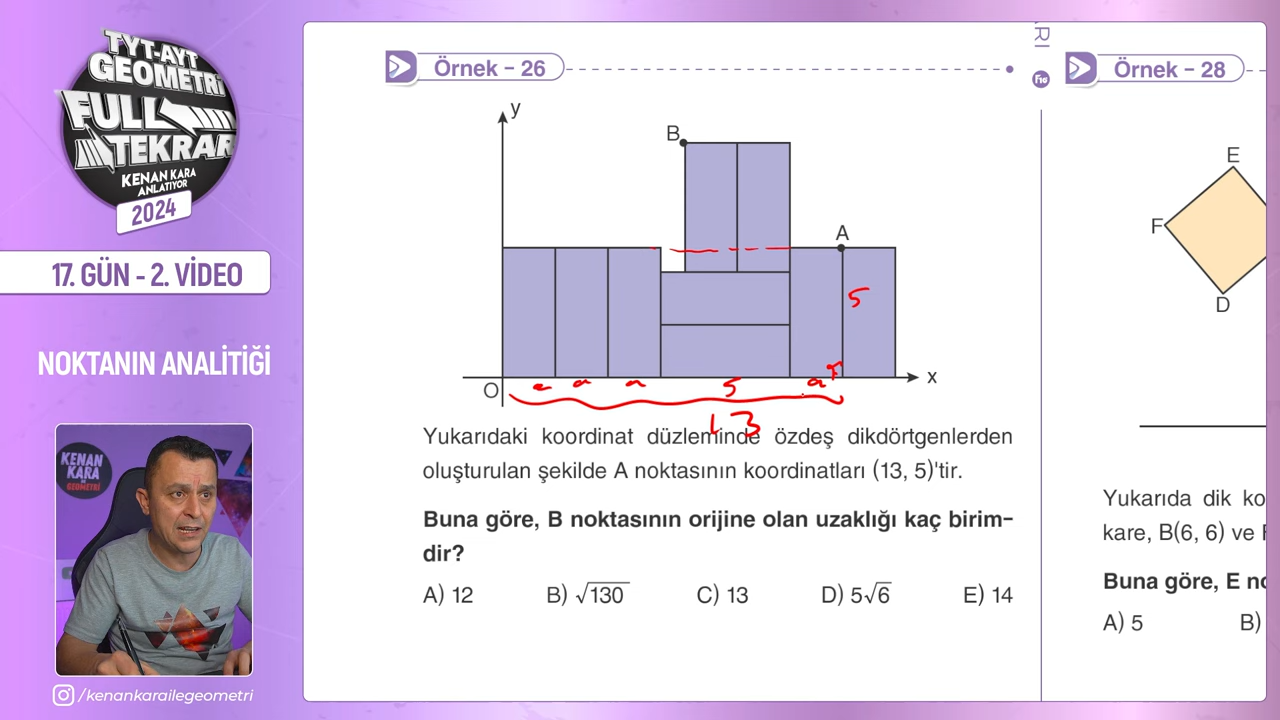 TYT-AYT
GEOMETRİ
FULL
TEKRAR
KENAN KARA
ANLATIYOR
2024
17. GÜN - 2. VİDEO
NOKTANIN ANALİTİĞİ
KENAN
KARA
GEOMETRİ
/kenankarailegeometri
Örnek - 26
y
B
A
5
O
x
a a a 5 a
13
Yukarıdaki koordinat düzleminde özdeş dikdörtgenlerden
oluşturulan şekilde A noktasının koordinatları (13, 5)'tir.
Buna göre, B noktasının orijine olan uzaklığı kaç birim-
dir?
A) 12 B) √130 C) 13 D) 5√6 E) 14
RI
Örnek - 28
E
F
D
Yukarıda dik ko
kare, B(6, 6) ve
Buna göre, E
A) 5 B)